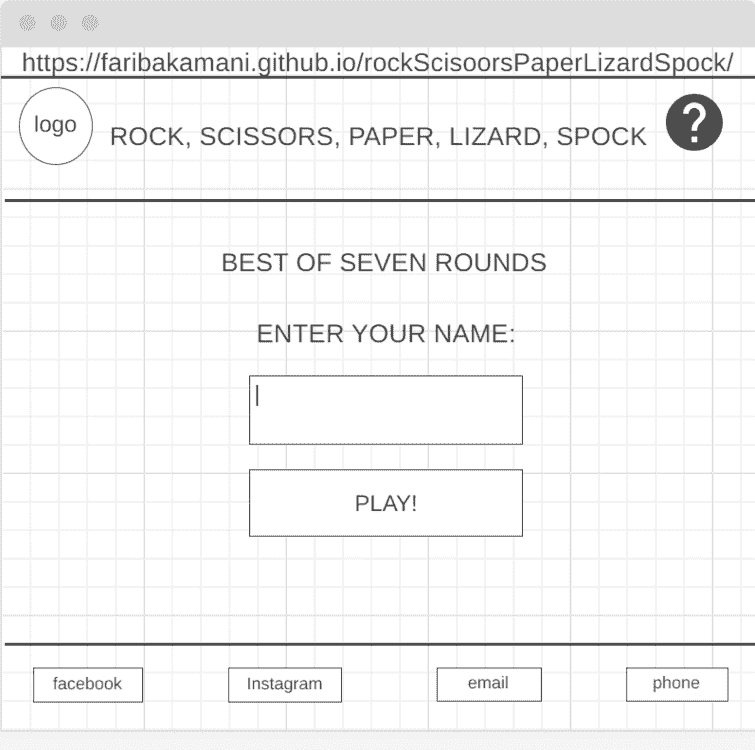 https://faribakamani.github.io/rockScisoorsPaperLizardSpock/
logo
ROCK, SCISSORS, PAPER, LIZARD, SPOCK
?
BEST OF SEVEN ROUNDS
ENTER YOUR NAME:
PLAY!
facebook Instagram email phone